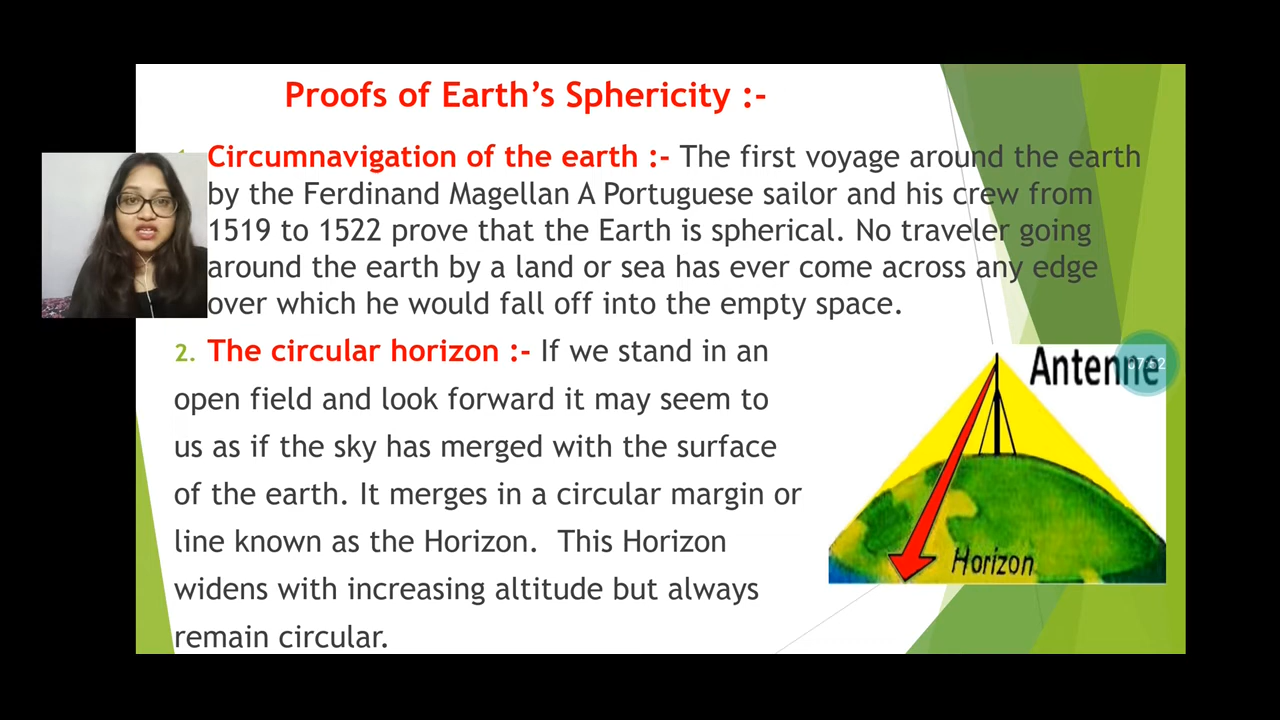 Proofs of Earth's Sphericity :-
Circumnavigation of the earth :- The first voyage around the earth
by the Ferdinand Magellan A Portuguese sailor and his crew from
1519 to 1522 prove that the Earth is spherical. No traveler going
around the earth by a land or sea has ever come across any edge
over which he would fall off into the empty space.
2. The circular horizon :- If we stand in an
open field and look forward it may seem to
us as if the sky has merged with the surface
of the earth. It merges in a circular margin or
line known as the Horizon. This Horizon
widens with increasing altitude but always
remain circular.
Antenne
07:52
Horizon